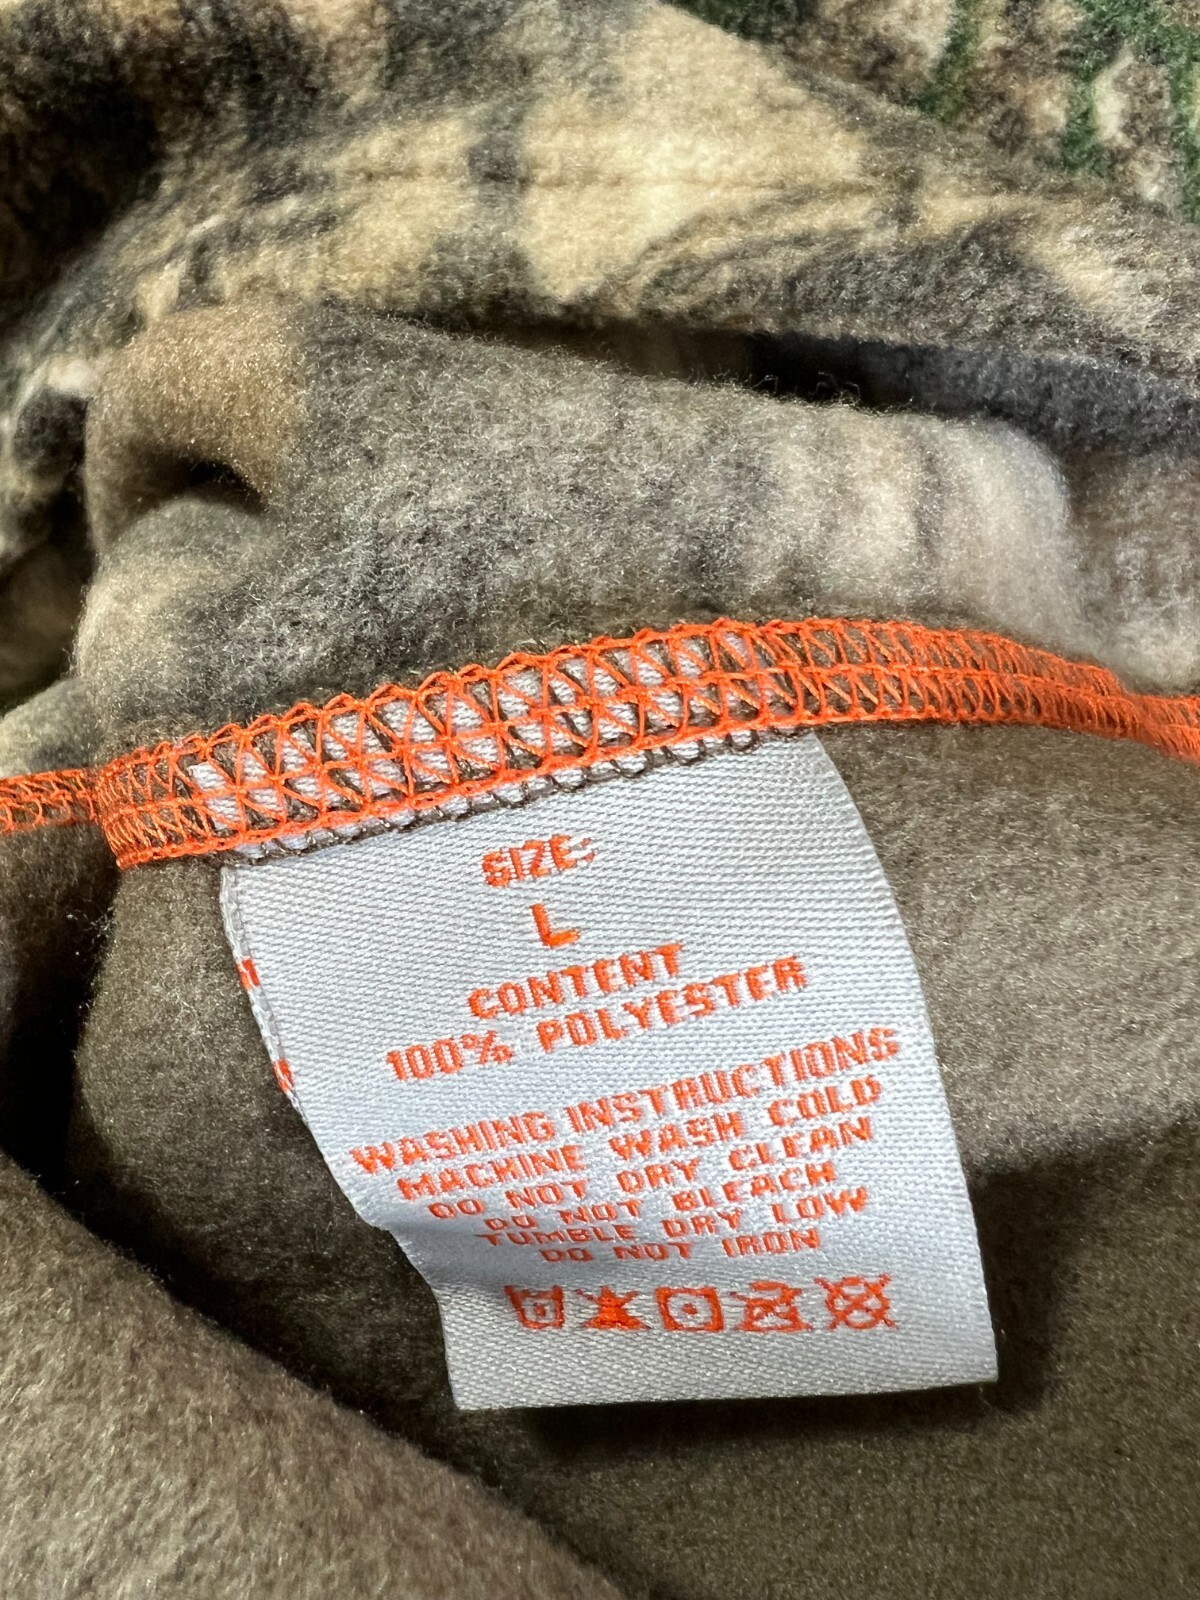 SIZE:
L
CONTENT
100% POLYESTER
WASHING INSTRUCTIONS
MACHINE WASH COLD
DO NOT DRY CLEAN
DO NOT BLEACH
TUMBLE DRY LOW
DO NOT IRON